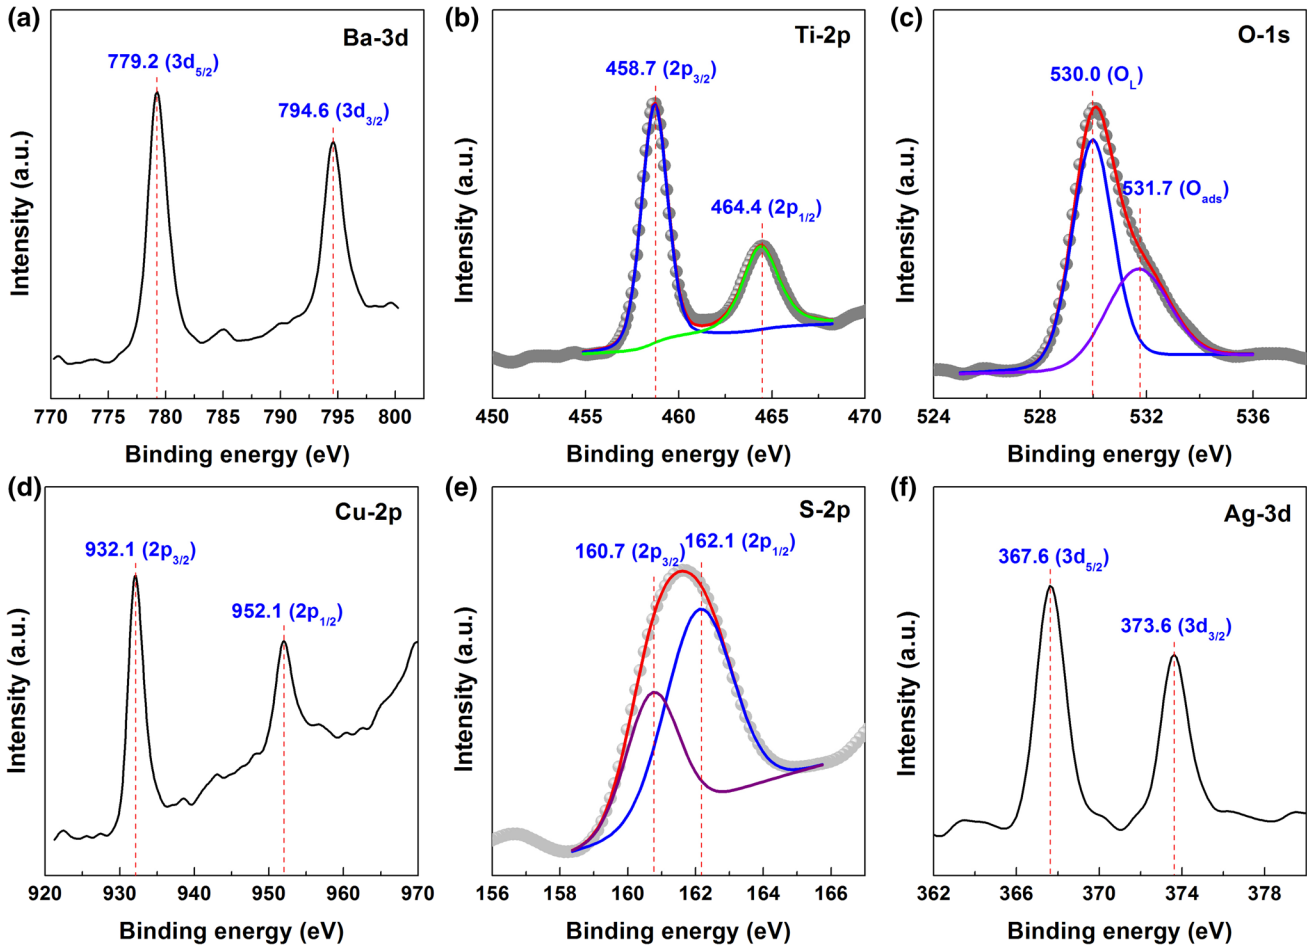 (a)
Ba-3d
779.2 (3d5/2)
794.6 (3d3/2)
Intensity (a.u.)
770 775 780 785 790 795 800
Binding energy (eV)
(b)
Ti-2p
458.7 (2p3/2)
464.4 (2p1/2)
Intensity (a.u.)
450 455 460 465 470
Binding energy (eV)
(c)
O-1s
530.0 (OL)
531.7 (Oads)
Intensity (a.u.)
524 528 532 536
Binding energy (eV)
(d)
Cu-2p
932.1 (2p3/2)
952.1 (2p1/2)
Intensity (a.u.)
920 930 940 950 960 970
Binding energy (eV)
(e)
S-2p
160.7 (2p3/2)
162.1 (2p1/2)
Intensity (a.u.)
156 158 160 162 164 166
Binding energy (eV)
(f)
Ag-3d
367.6 (3d5/2)
373.6 (3d3/2)
Intensity (a.u.)
362 366 370 374 378
Binding energy (eV)